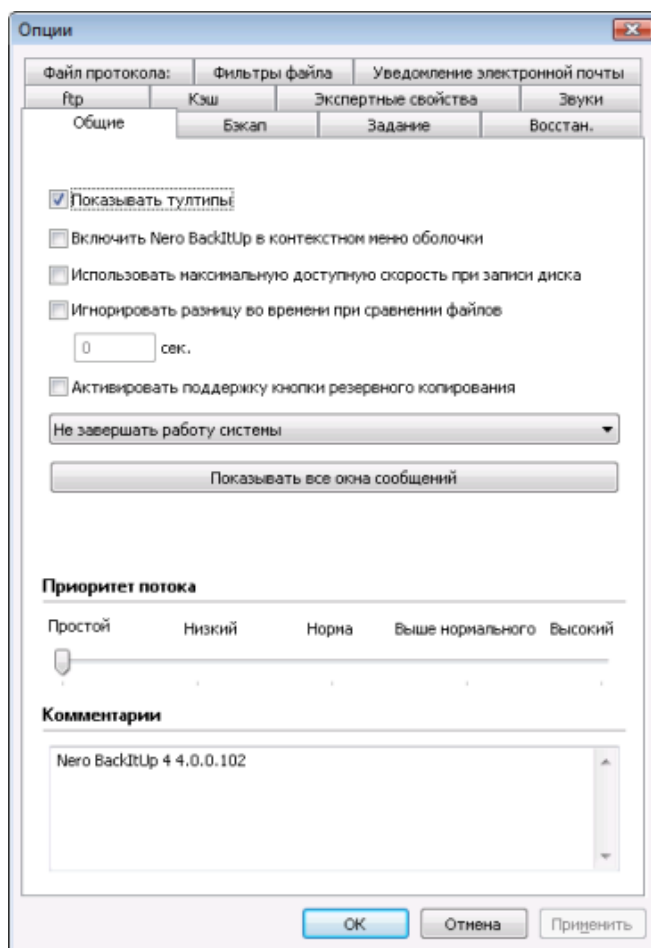 Опции
Файл протокола: Фильтры файла Уведомление электронной почты
ftp Кэш Экспертные свойства Звуки
Общие Бэкап Задание Восстан.
Показывать тултипы
Включить Nero BackItUp в контекстном меню оболочки
Использовать максимальную доступную скорость при записи диска
Игнорировать разницу во времени при сравнении файлов
0 сек.
Активировать поддержку кнопки резервного копирования
Не завершать работу системы
Показывать все окна сообщений
Приоритет потока
Простой Низкий Норма Выше нормального Высокий
Комментарии
Nero BackItUp 4 4.0.0.102
OK Отмена Применить